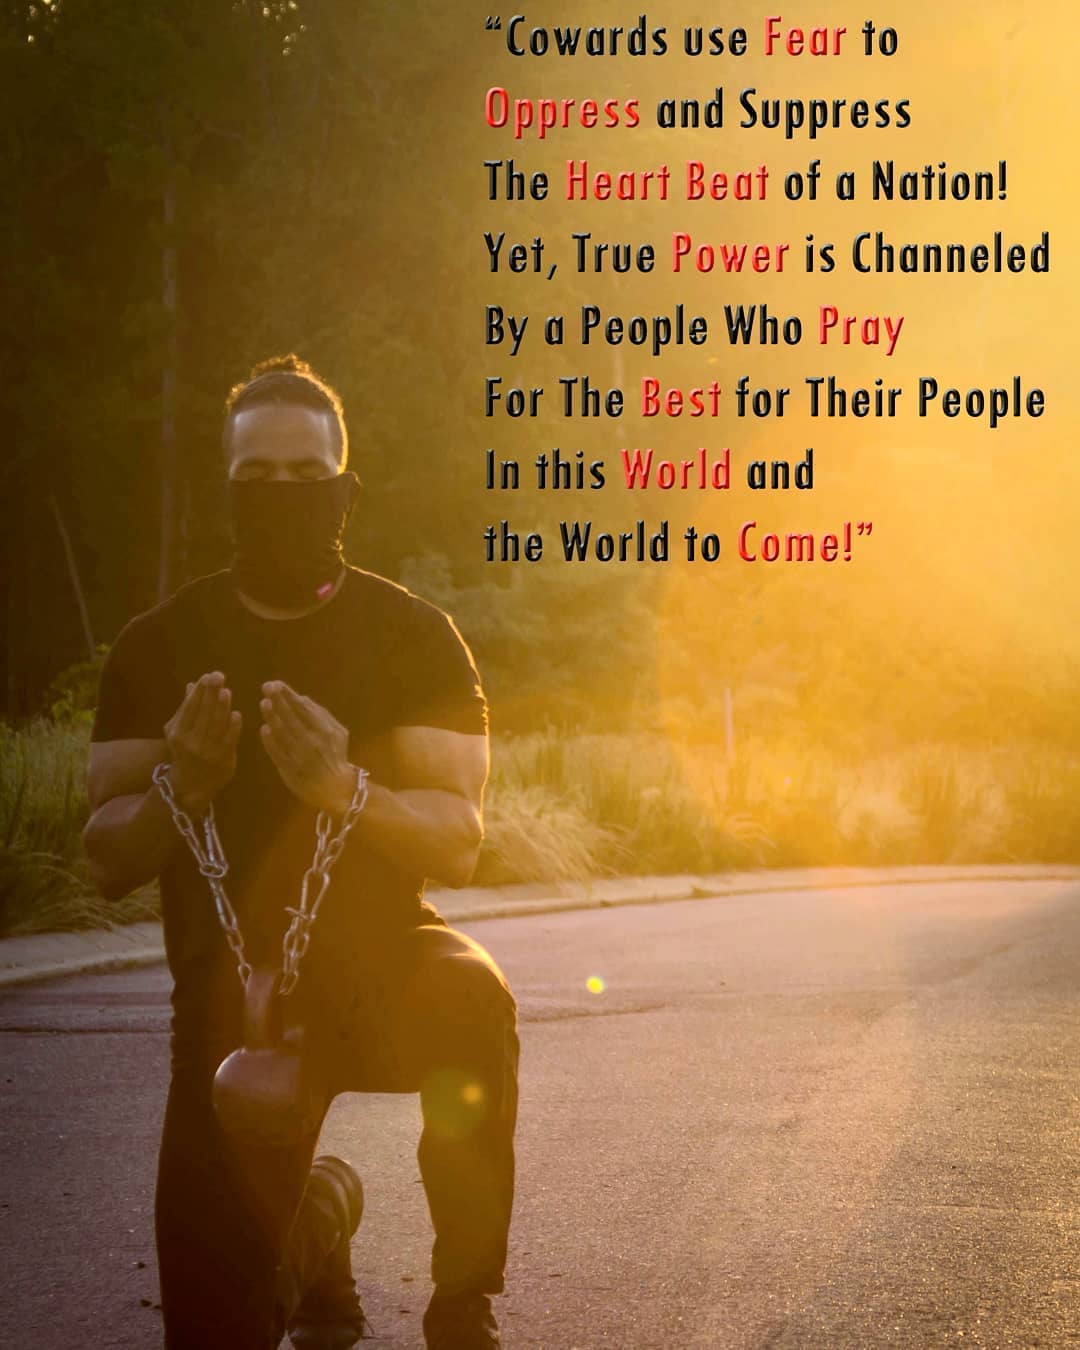 “Cowards use Fear to
Oppress and Suppress
The Heart Beat of a Nation!
Yet, True Power is Channeled
By a People Who Pray
For The Best for Their People
In this World and
the World to Come!”